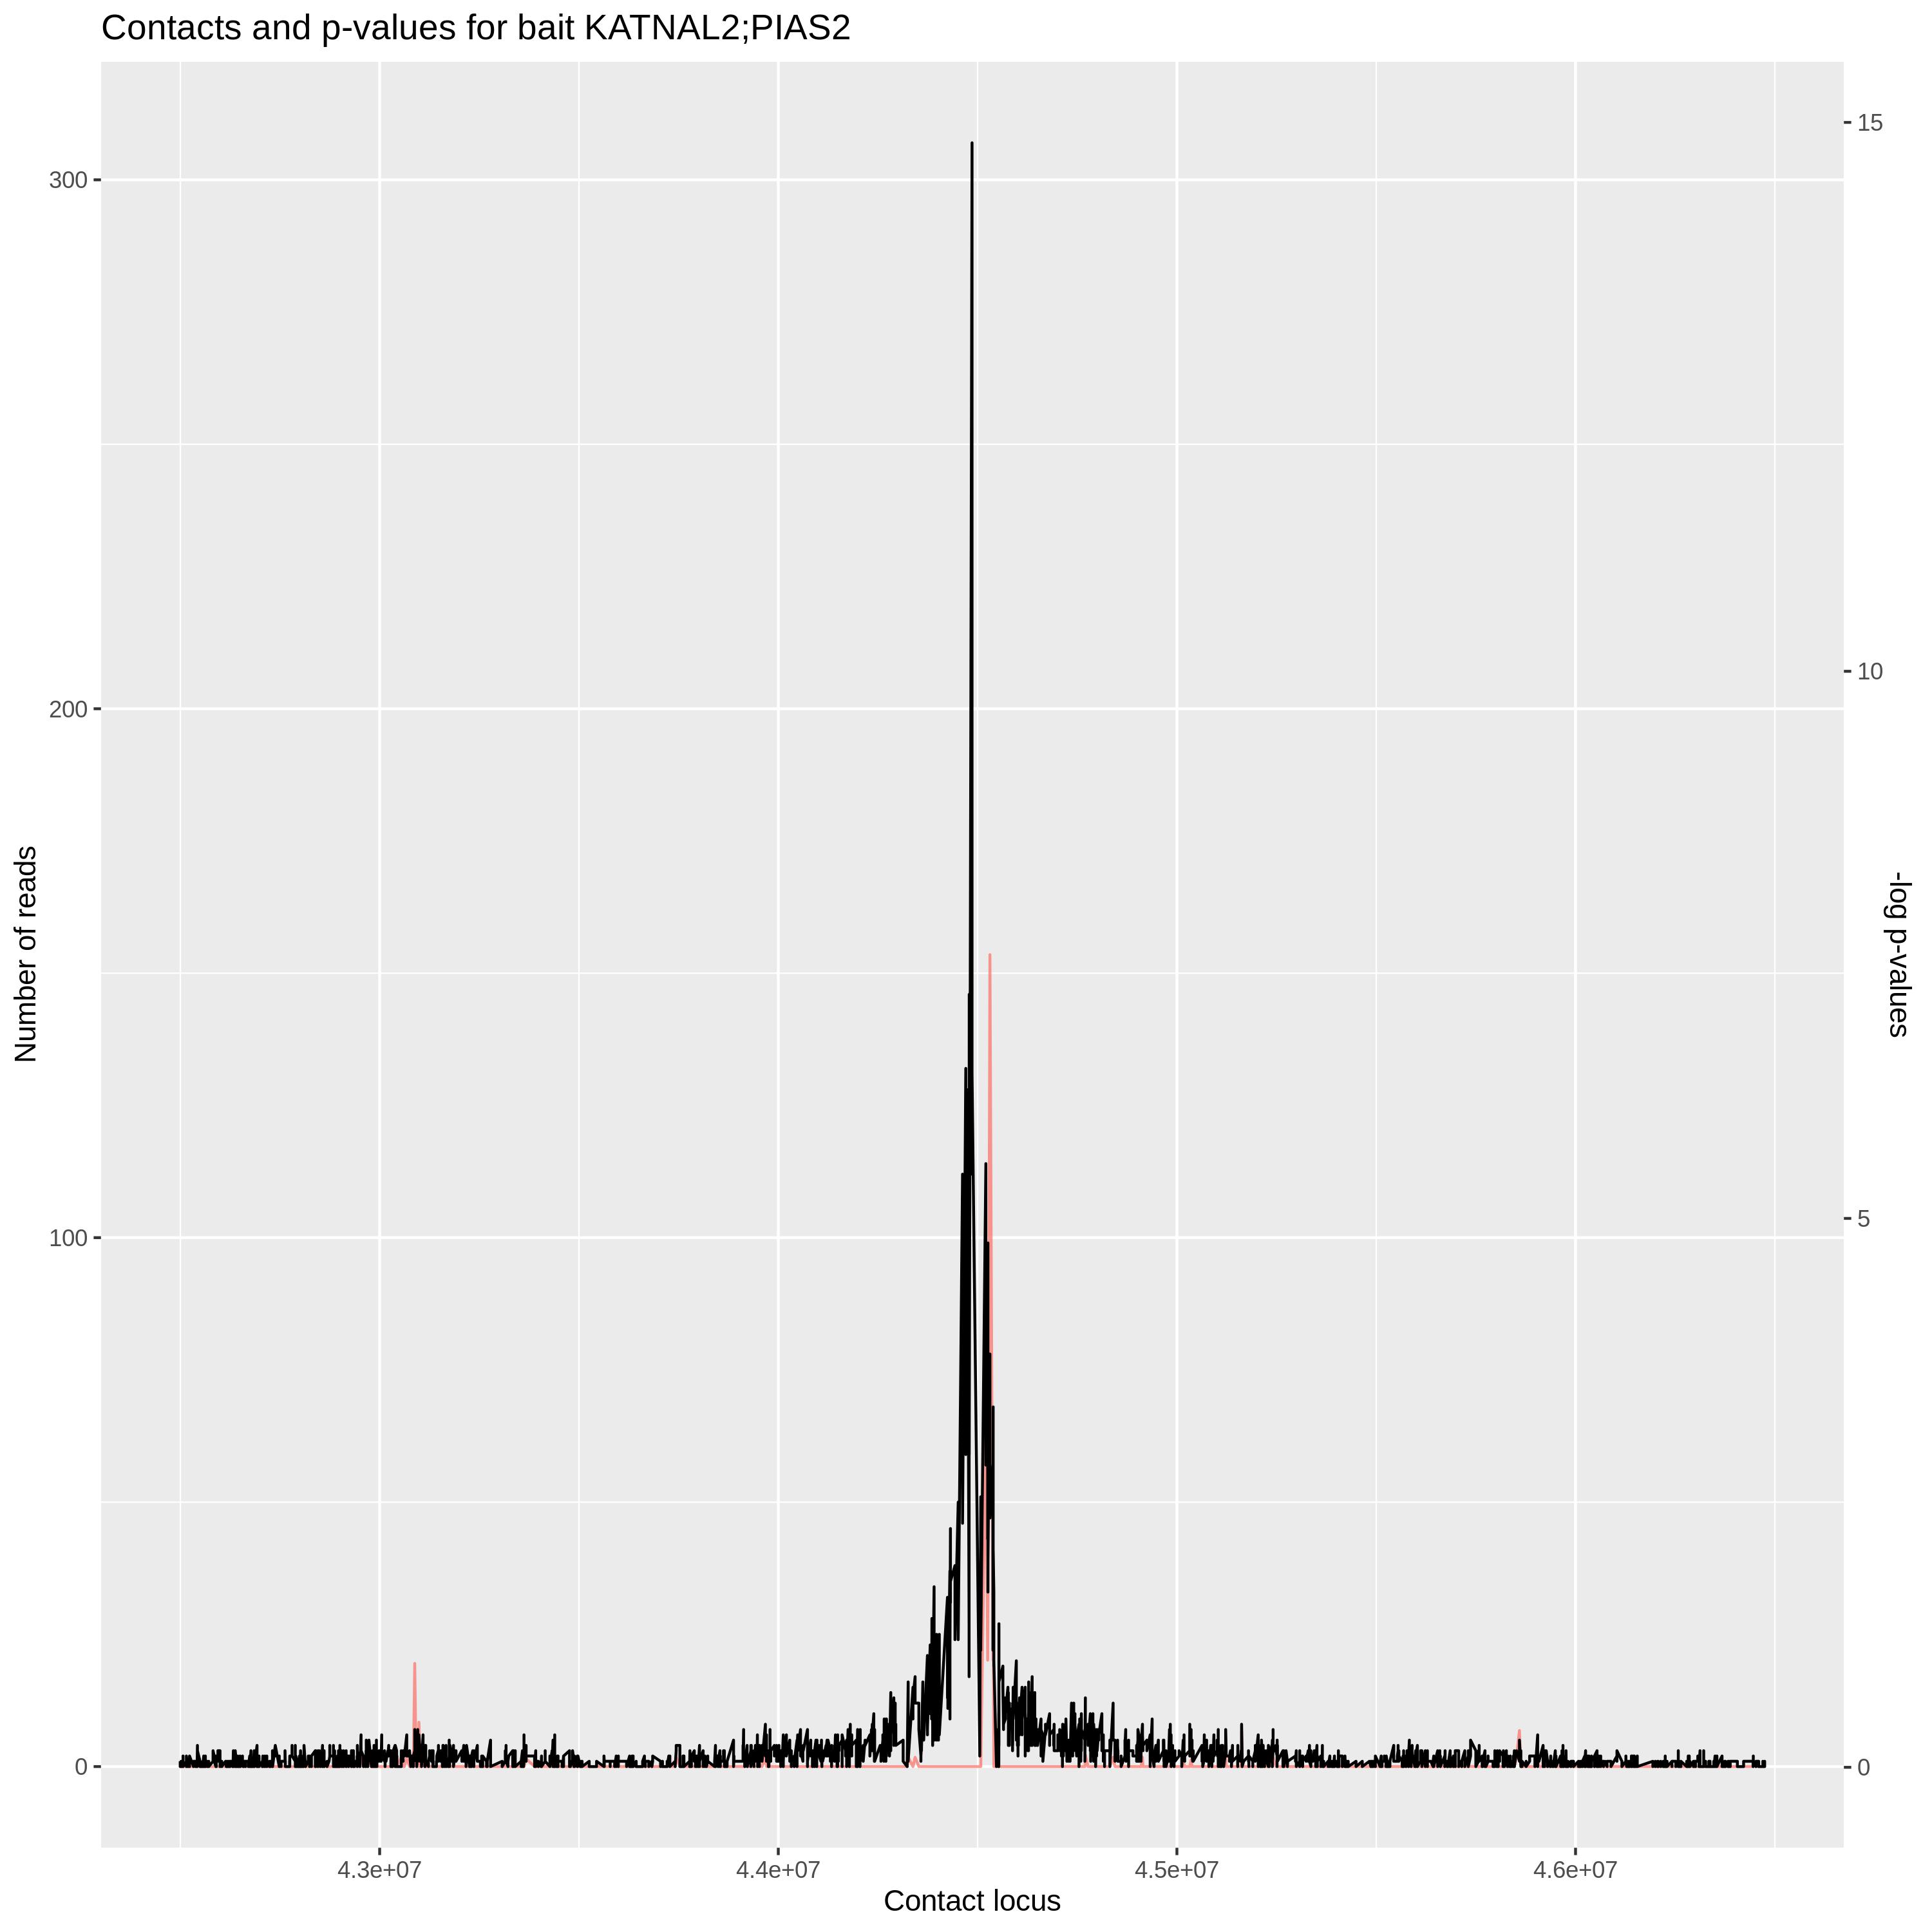 Contacts and p-values for bait KATNAL2;PIAS2
300
200
100
0
15
10
5
0
Number of reads
-log p-values
4.3e+07
4.4e+07
4.5e+07
4.6e+07
Contact locus